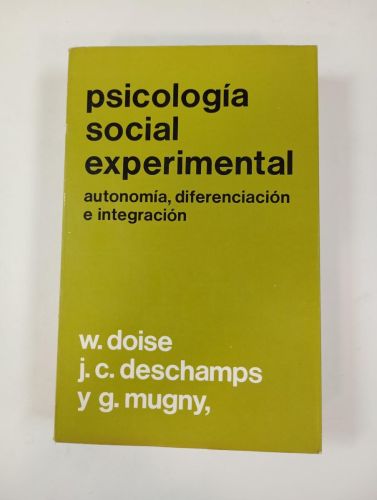 psicología
social
experimental
autonomía, diferenciación
e integración
w. doise
j. c. deschamps
y g. mugny,